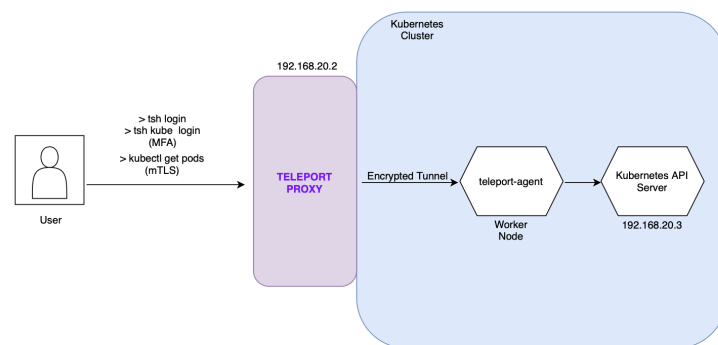 Kubernetes
Cluster
192.168.20.2
> tsh login
> tsh kube login
(MFA)
> kubectl get pods
(mTLS)
User
TELEPORT
PROXY
Encrypted Tunnel
teleport-agent
Worker
Node
Kubernetes API
Server
192.168.20.3